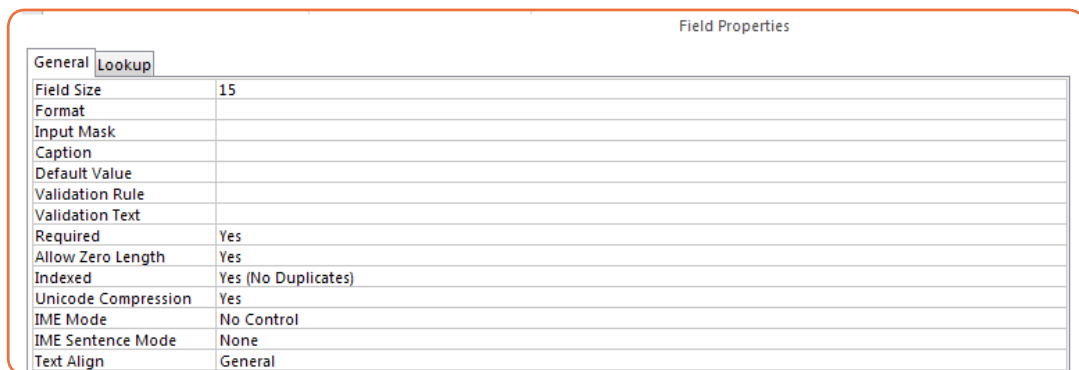 Field Properties
General Lookup
Field Size 15
Format
Input Mask
Caption
Default Value
Validation Rule
Validation Text
Required Yes
Allow Zero Length Yes
Indexed Yes (No Duplicates)
Unicode Compression Yes
IME Mode No Control
IME Sentence Mode None
Text Align General